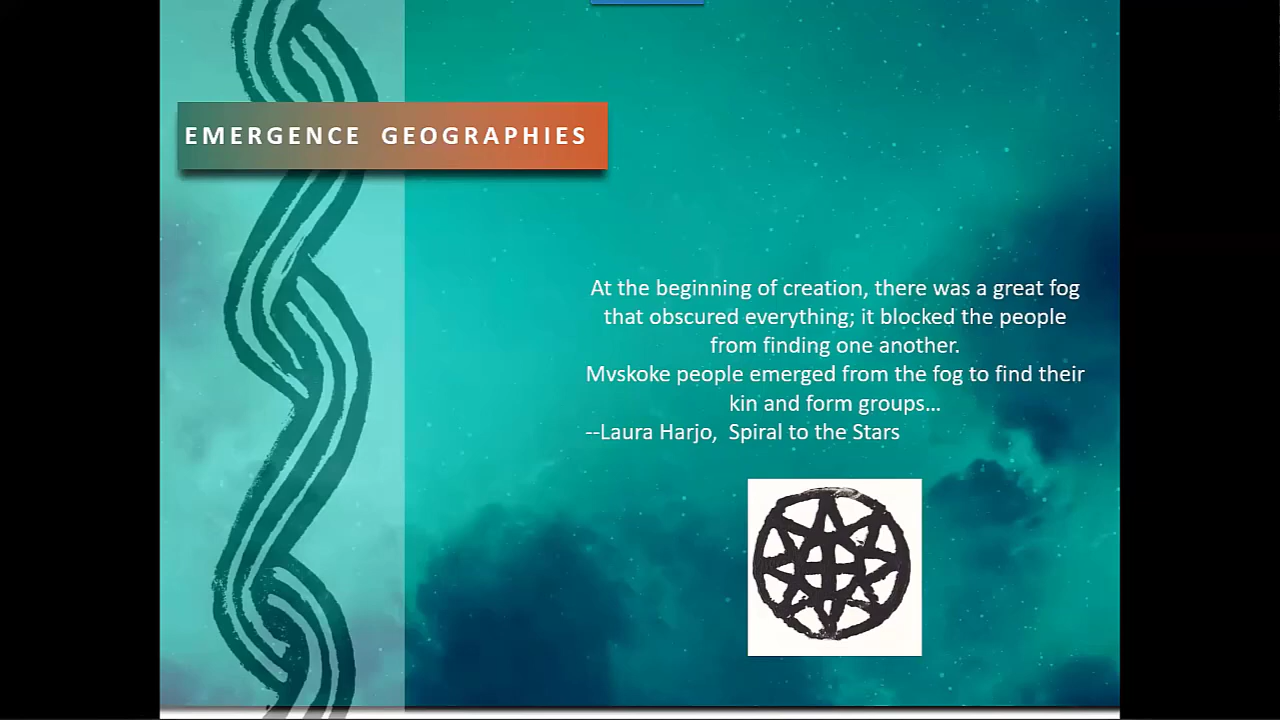 EMERGENCE GEOGRAPHIES
At the beginning of creation, there was a great fog
that obscured everything; it blocked the people
from finding one another.
Mvskoke people emerged from the fog to find their
kin and form groups…
--Laura Harjo, Spiral to the Stars